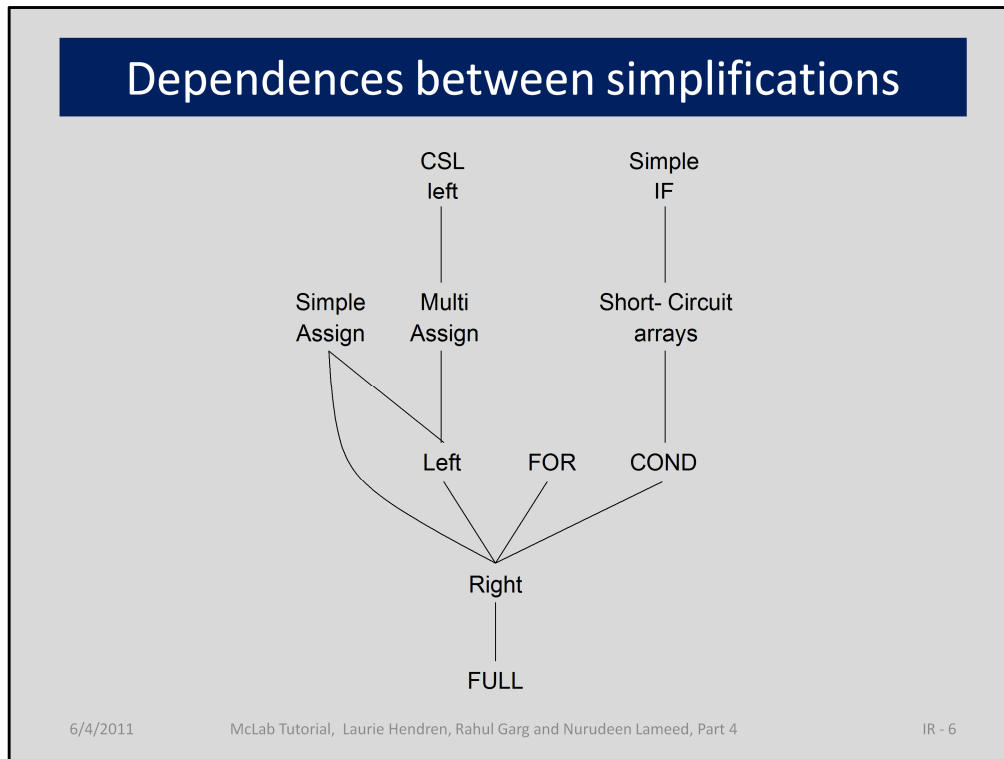 Dependences between simplifications
CSL
left
Simple
IF
Simple
Assign
Multi
Assign
Short- Circuit
arrays
Left
FOR
COND
Right
FULL
6/4/2011
McLab Tutorial, Laurie Hendren, Rahul Garg and Nurudeen Lameed, Part 4
IR - 6